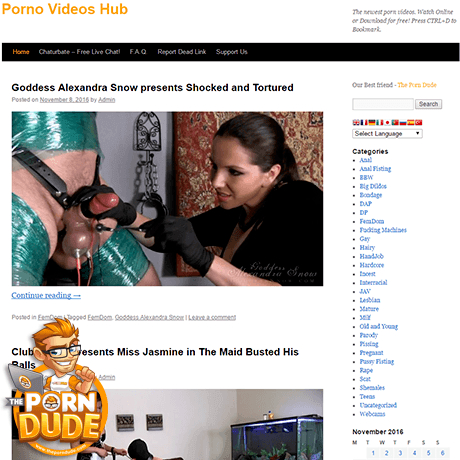 Porno Videos Hub
The newest porn videos. Watch Online
or Download for free! Press CTRL+D to
Bookmark.
Home
Chaturbate – Free Live Chat!
F.A.Q.
Report Dead Link
Support Us
Goddess Alexandra Snow presents Shocked and Tortured
Posted on November 8, 2016 by Admin
Goddess
Alexandra Snow
Continue reading →
Posted in FemDom | Tagged FemDom, Goddess Alexandra Snow | Leave a comment
Club
resents Miss Jasmine in The Maid Busted His
Balls
Admin
THE
PORN
DUDE
www.theporndude.com
Our Best friend - The Porn Dude
Search
Select Language
Categories
Anal
Anal Fisting
BBW
Big Dildos
Bondage
DAP
DP
FemDom
Fucking Machines
Gay
Hairy
HandJob
Hardcore
Incest
Interracial
JAV
Lesbian
Mature
Milf
Old and Young
Parody
Pissing
Pregnant
Pussy Fisting
Rape
Scat
Shemales
Teens
Uncategorized
Webcams
November 2016
M T W T F S S
1 2 3 4 5 6